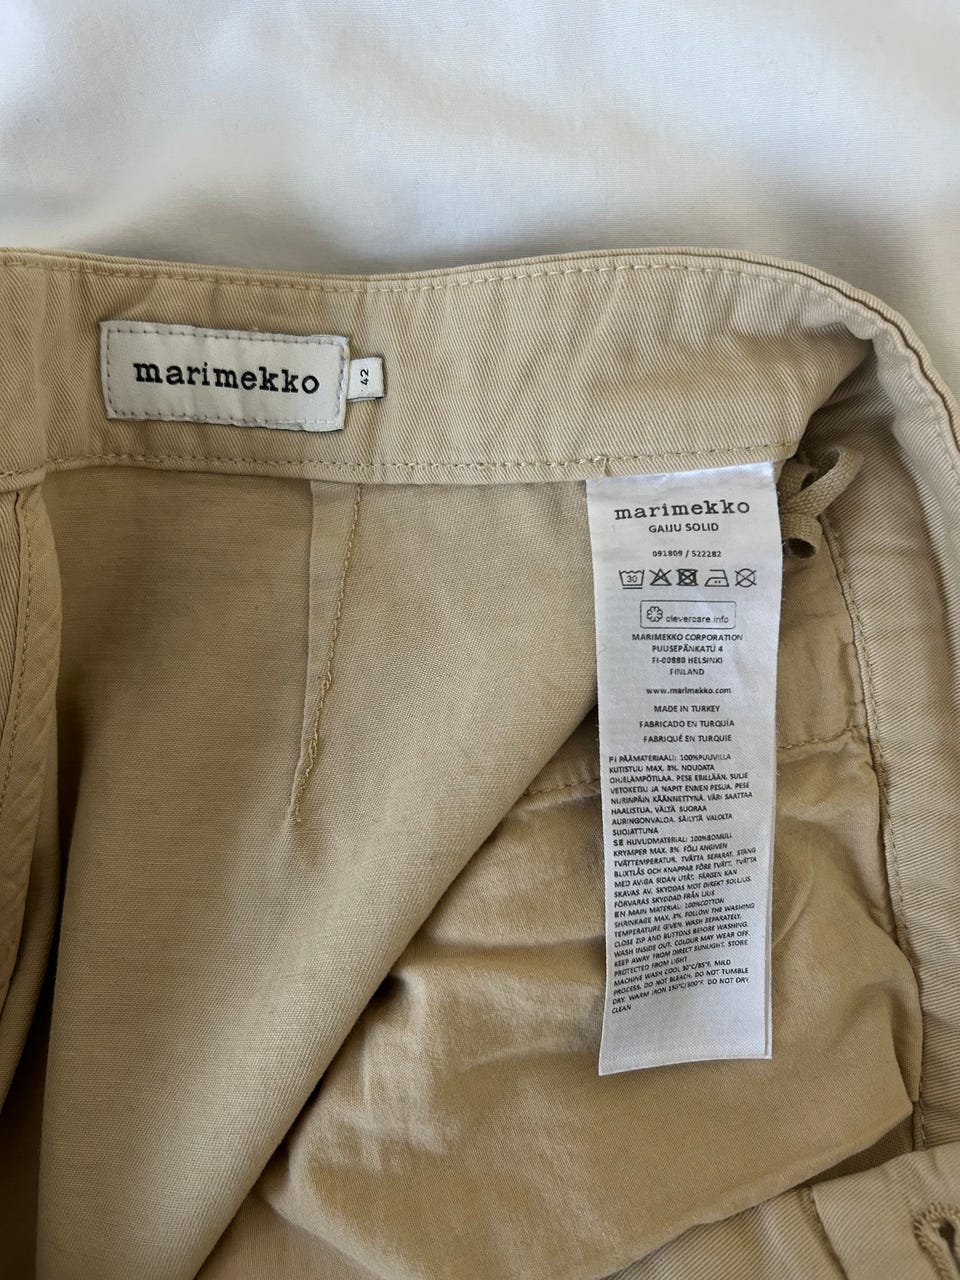 marimekko
42
marimekko
GAIJU SOLID
091809 / 522282
30
clevercare.info
MARIMEKKO CORPORATION
PUUSEPÄNKATU 4
FI-00880 HELSINKI
FINLAND
www.marimekko.com
MADE IN TURKEY
FABRICADO EN TURQUÍA
FABRIQUÉ EN TURQUIE
FI PÄÄMATERIAALI: 100%PUUVILLA
KUTISTUU MAX. 3%. NOUDATA
OHJELÄMPÖTILAA. PESE ERILLÄÄN. SULJE
VETOKETJU JA NAPIT ENNEN PESUA. PESE
NURINPÄIN KÄÄNNETTYNÄ. VÄRI SAATTAA
HAALISTUA. VÄLTÄ SUORAA
AURINGONVALOA. SÄILYTÄ VALOLTA
SUOJATTUNA
SE HUVUDMATERIAL: 100%BOMULL
KRYMPER MAX. 3%. FÖLJ ANGIVEN
TVÄTTEMPERATUR. TVÄTTA SEPARAT. STÄNG
BLIXTLÅS OCH KNAPPAR FÖRE TVÄTT. TVÄTTA
MED AVIGA SIDAN UTÅT. FÄRGEN KAN
SKAVAS AV. SKYDDAS MOT DIREKT SOLLJUS.
FÖRVARAS SKYDDAD FRÅN LJUS
EN MAIN MATERIAL: 100%COTTON
SHRINKAGE MAX. 3%. FOLLOW THE WASHING
TEMPERATURE GIVEN. WASH SEPARATELY.
CLOSE ZIP AND BUTTONS BEFORE WASHING.
WASH INSIDE OUT. COLOUR MAY WEAR OFF.
KEEP AWAY FROM DIRECT SUNLIGHT. STORE
PROTECTED FROM LIGHT
MACHINE WASH COOL 30°C/85°F. MILD
PROCESS. DO NOT BLEACH. DO NOT TUMBLE
DRY. WARM IRON 150°C/300°F. DO NOT DRY
CLEAN